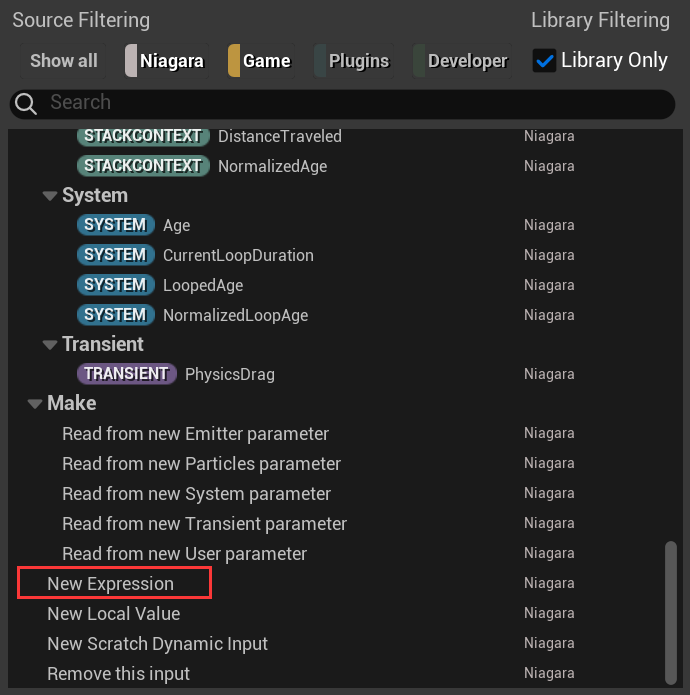 Source Filtering Library Filtering
Show all Niagara Game Plugins Developer Library Only
Search
STACKCONTEXT DistanceTraveled Niagara
STACKCONTEXT NormalizedAge Niagara
System
SYSTEM Age Niagara
SYSTEM CurrentLoopDuration Niagara
SYSTEM LoopedAge Niagara
SYSTEM NormalizedLoopAge Niagara
Transient
TRANSIENT PhysicsDrag Niagara
Make
Read from new Emitter parameter Niagara
Read from new Particles parameter Niagara
Read from new System parameter Niagara
Read from new Transient parameter Niagara
Read from new User parameter Niagara
New Expression Niagara
New Local Value Niagara
New Scratch Dynamic Input Niagara
Remove this input Niagara